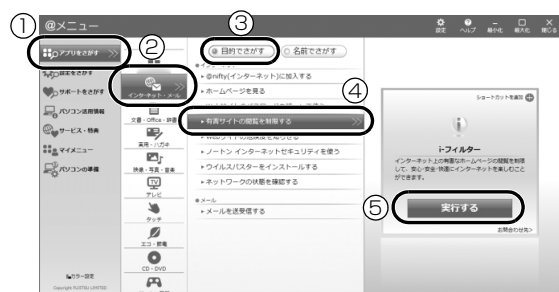 @メニュー
設定
ヘルプ
最小化
最大化
閉じる
①
アプリをさがす
設定をさがす
サポートをさがす
パソコン活用情報
サービス・特典
マイメニュー
パソコンの準備
カラー設定
Copyright FUJITSU LIMITED
②
インターネット・メール
文書・Office・辞書
実用・ハガキ
映像・写真・音楽
テレビ
タッチ
エコ・節電
CD・DVD
③
目的でさがす
名前でさがす
@nifty(インターネット)に加入する
ホームページを見る
④
有害サイトの閲覧を制限する
ノートン インターネットセキュリティを使う
ウイルスバスターをインストールする
ネットワークの状態を確認する
メール
メールを送受信する
ショートカットを追加
i-フィルター
インターネット上の有害なホームページの閲覧を制限
して、安心・安全・快適にインターネットを楽しむこと
ができます。
⑤
実行する
お問合わせ先>